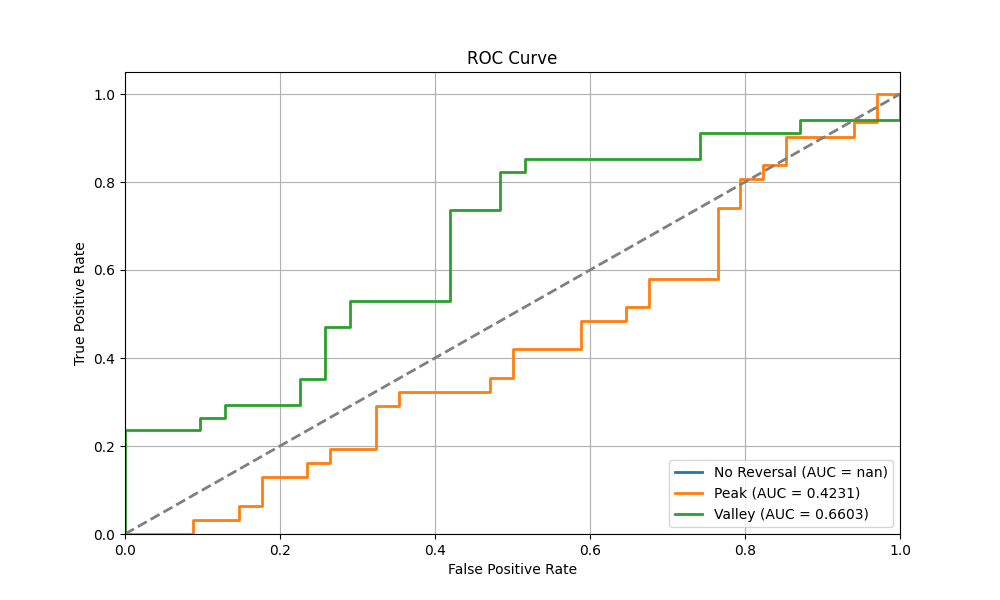 ROC Curve
True Positive Rate
1.0
0.8
0.6
0.4
0.2
0.0
0.0 0.2 0.4 0.6 0.8 1.0
False Positive Rate
No Reversal (AUC = nan)
Peak (AUC = 0.4231)
Valley (AUC = 0.6603)